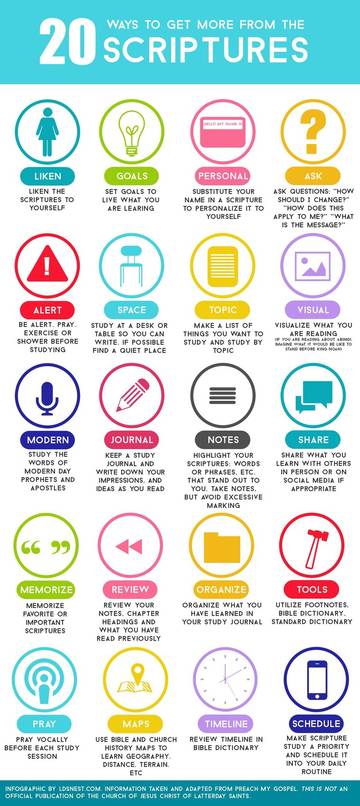 20 WAYS TO GET MORE FROM THE
SCRIPTURES
HELLO MY NAME IS
LIKEN
LIKEN THE
SCRIPTURES TO
YOURSELF
GOALS
SET GOALS TO
LIVE WHAT YOU
ARE LEARING
PERSONAL
SUBSTITUTE YOUR
NAME IN A SCRIPTURE
TO PERSONALIZE IT TO
YOURSELF
?
ASK
ASK QUESTIONS: "HOW
SHOULD I CHANGE?"
"HOW DOES THIS
APPLY TO ME?" "WHAT
IS THE MESSAGE?"
!
ALERT
BE ALERT. PRAY.
EXERCISE OR
SHOWER BEFORE
STUDYING
SPACE
STUDY AT A DESK OR
TABLE SO YOU CAN
WRITE. IF POSSIBLE
FIND A QUIET PLACE
TOPIC
MAKE A LIST OF
THINGS YOU WANT TO
STUDY AND STUDY BY
TOPIC
VISUAL
VISUALIZE WHAT YOU
ARE READING
IF YOU ARE READING ABOUT ABINIDI
IMAGINE WHAT IT WOULD BE LIKE TO
STAND BEFORE KING NOAH!
MODERN
STUDY THE
WORDS OF
MODERN DAY
PROPHETS AND
APOSTLES
JOURNAL
KEEP A STUDY
JOURNAL AND
WRITE DOWN YOUR
IMPRESSIONS, AND
IDEAS AS YOU READ
NOTES
HIGHLIGHT YOUR
SCRIPTURES: WORDS
OR PHRASES, ETC.
THAT STAND OUT TO
YOU. TAKE NOTES,
BUT AVOID EXCESSIVE
MARKING
SHARE
SHARE WHAT YOU
LEARN WITH OTHERS
IN PERSON OR ON
SOCIAL MEDIA IF
APPROPRIATE
“ ”
MEMORIZE
MEMORIZE
FAVORITE OR
IMPORTANT
SCRIPTURES
REVIEW
REVIEW YOUR
NOTES, CHAPTER
HEADINGS AND
WHAT YOU HAVE
READ PREVIOUSLY
ORGANIZE
ORGANIZE WHAT YOU
HAVE LEARNED IN
YOUR STUDY JOURNAL
TOOLS
UTILIZE FOOTNOTES,
BIBLE DICTIONARY,
STANDARD DICTIONARY
PRAY
PRAY VOCALLY
BEFORE EACH STUDY
SESSION
MAPS
USE BIBLE AND CHURCH
HISTORY MAPS TO
LEARN GEOGRAPHY,
DISTANCE, TERRAIN,
ETC
TIMELINE
REVIEW TIMELINE IN
BIBLE DICTIONARY
SCHEDULE
MAKE SCRIPTURE
STUDY A PRIORITY
AND SCHEDULE IT
INTO YOUR DAILY
ROUTINE
INFOGRAPHIC BY LDSNEST.COM. INFORMATION TAKEN AND ADAPTED FROM PREACH MY GOSPEL. THIS IS NOT AN
OFFICIAL PUBLICATION OF THE CHURCH OF JESUS CHRIST OF LATTERDAY SAINTS.